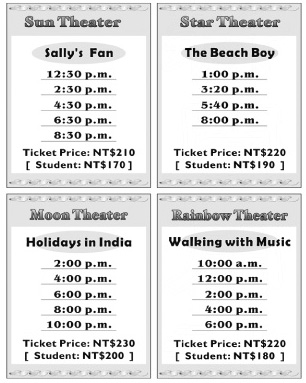 Sun Theater
Sally's Fan
12:30 p.m.
2:30 p.m.
4:30 p.m.
6:30 p.m.
8:30 p.m.
Ticket Price: NT$210
[ Student: NT$170 ]
Star Theater
The Beach Boy
1:00 p.m.
3:20 p.m.
5:40 p.m.
8:00 p.m.
Ticket Price: NT$220
[ Student: NT$190 ]
Moon Theater
Holidays in India
2:00 p.m.
4:00 p.m.
6:00 p.m.
8:00 p.m.
10:00 p.m.
Ticket Price: NT$230
[ Student: NT$200 ]
Rainbow Theater
Walking with Music
10:00 a.m.
12:00 p.m.
2:00 p.m.
4:00 p.m.
6:00 p.m.
Ticket Price: NT$220
[ Student: NT$180 ]